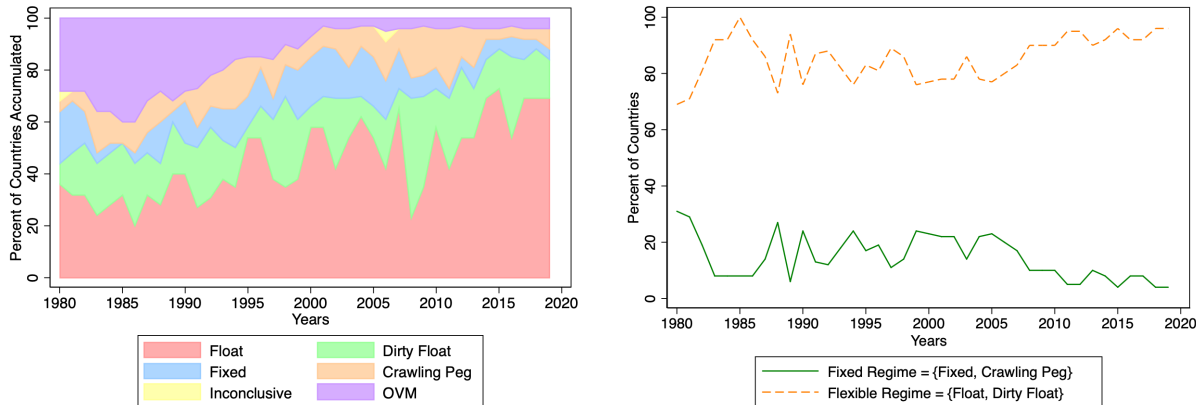 Percent of Countries Accumulated
100
80
60
40
20
0
1980 1985 1990 1995 2000 2005 2010 2015 2020
Years
Float Dirty Float
Fixed Crawling Peg
Inconclusive OVM
Percent of Countries
100
80
60
40
20
0
1980 1985 1990 1995 2000 2005 2010 2015 2020
Years
Fixed Regime = {Fixed, Crawling Peg}
Flexible Regime = {Float, Dirty Float}